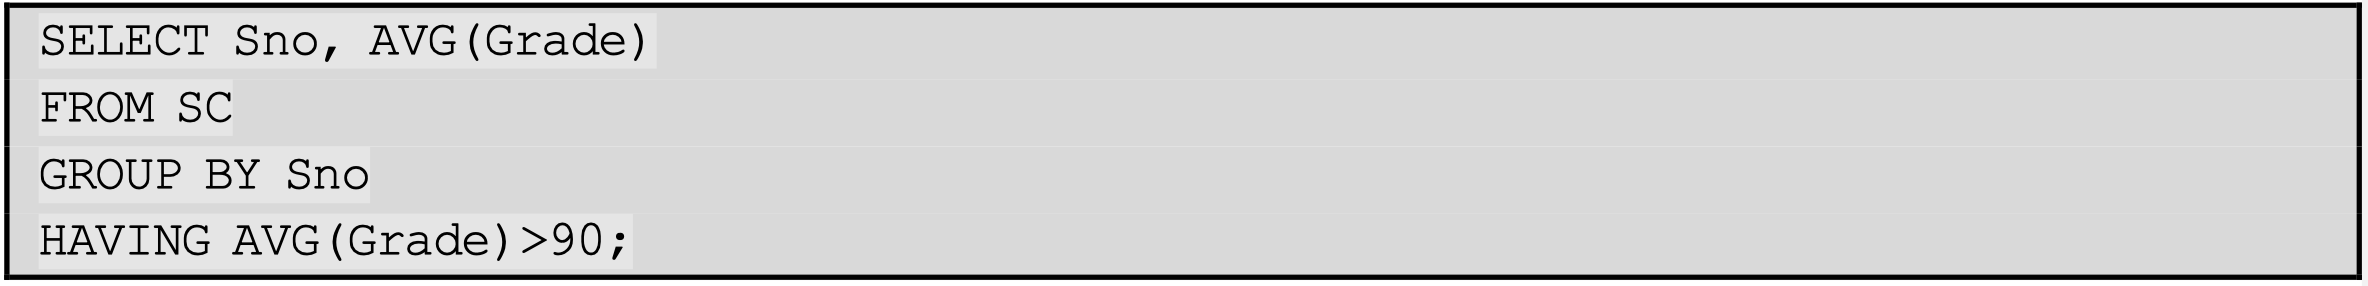 SELECT Sno, AVG(Grade)
FROM SC
GROUP BY Sno
HAVING AVG(Grade)>90;